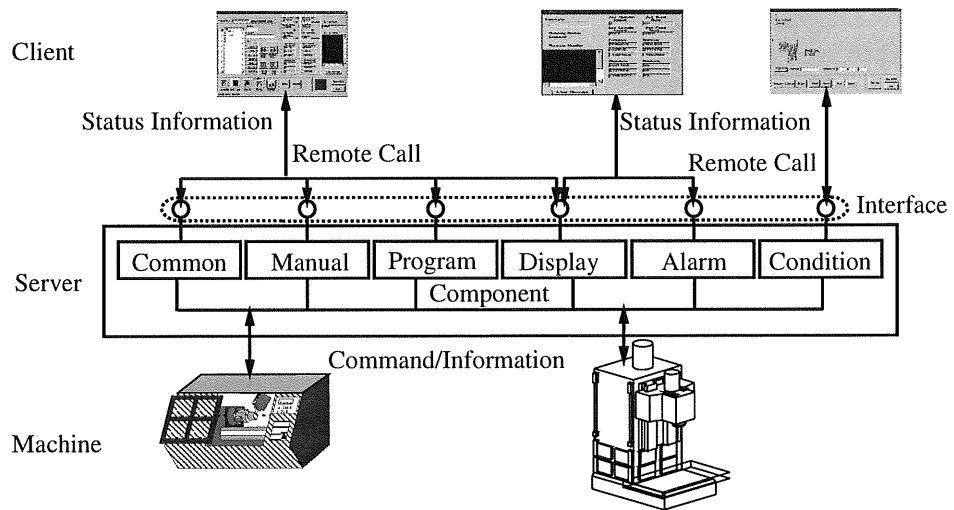 Client
Status Information
Status Information
Remote Call
Remote Call
Interface
Common
Manual
Program
Display
Alarm
Condition
Server
Component
Command/Information
Machine